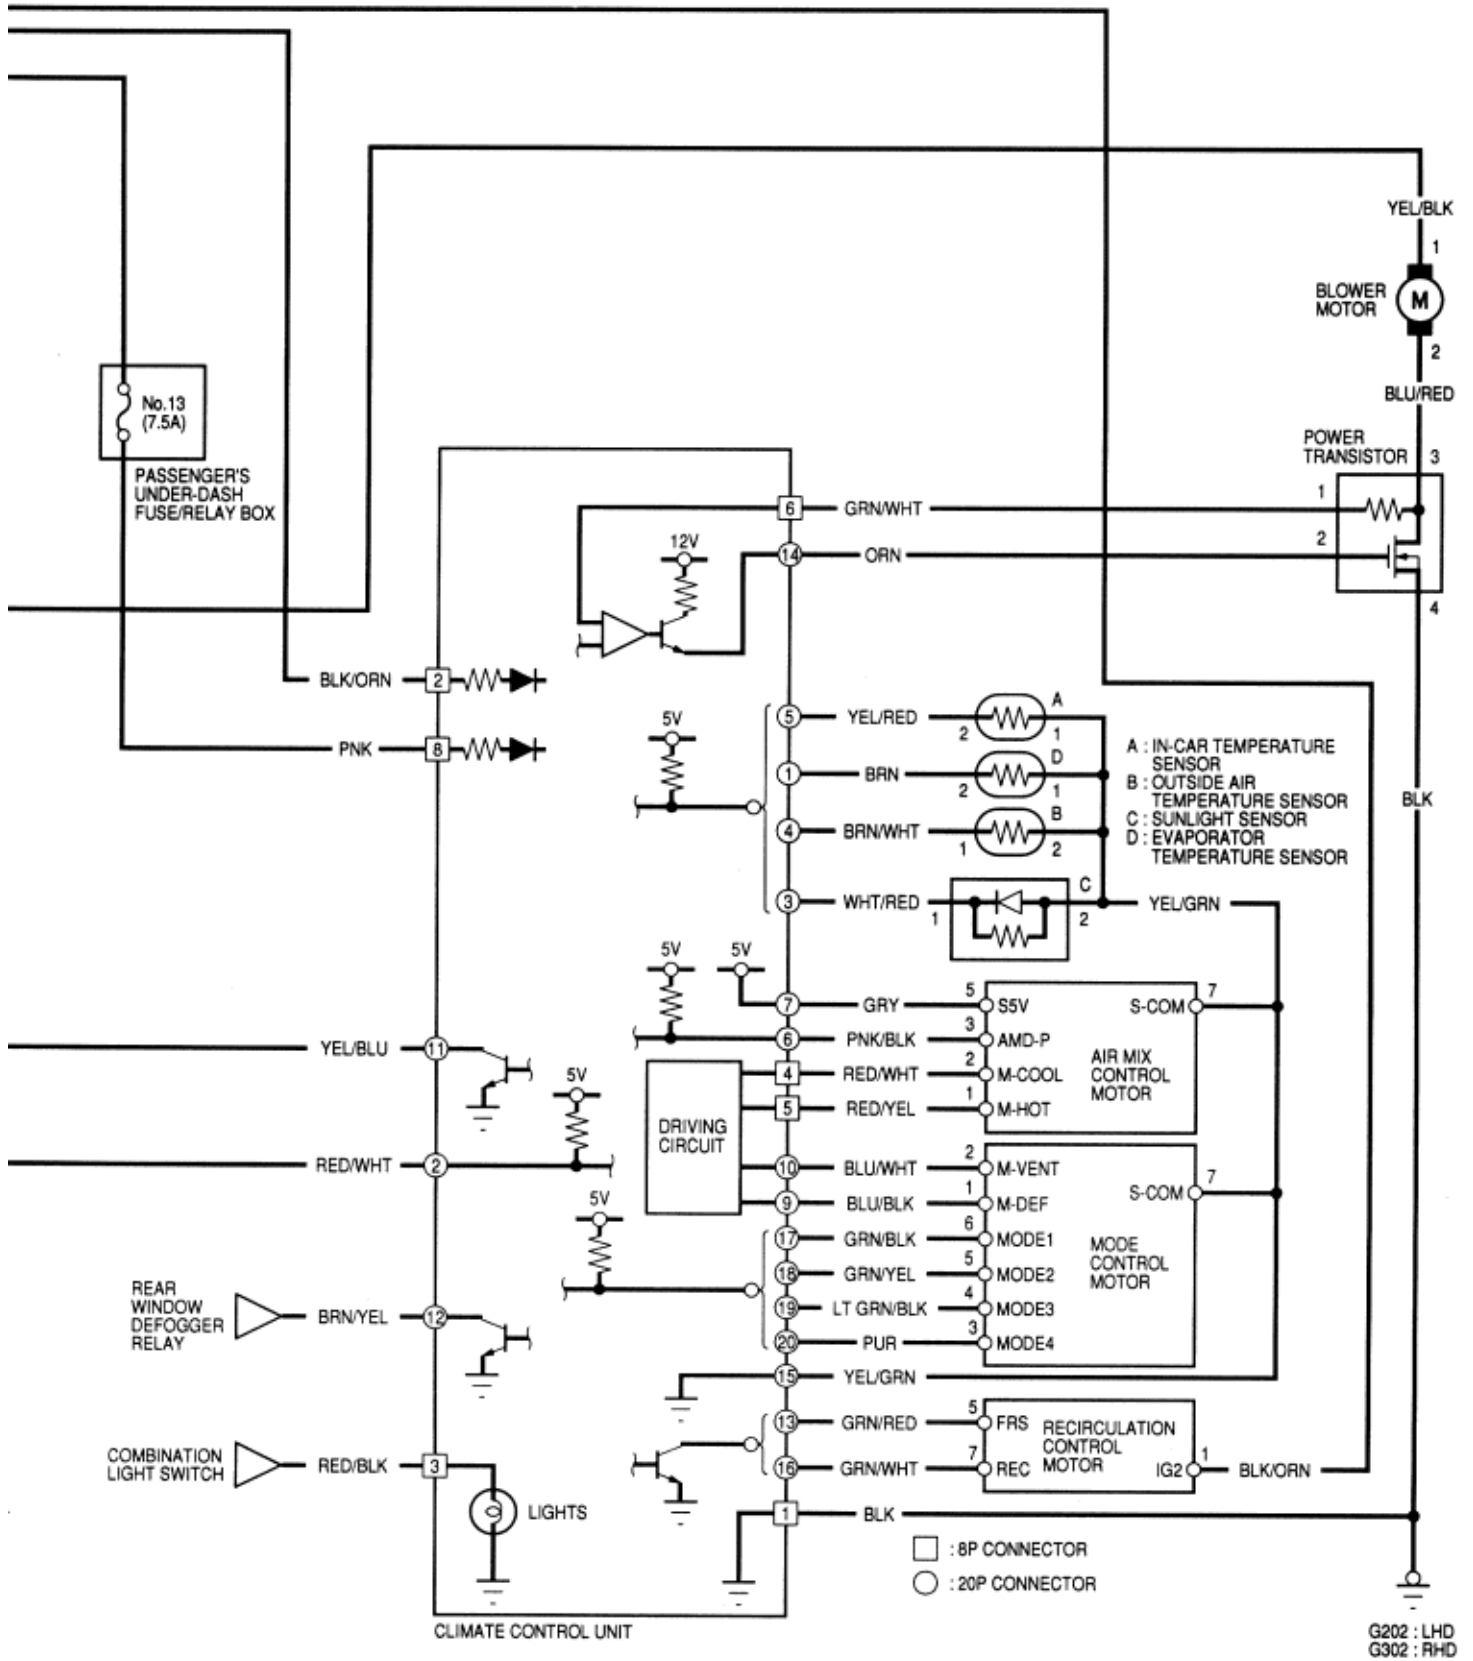 YEL/BLK
1
BLOWER
MOTOR
M
2
BLU/RED
No.13
(7.5A)
PASSENGER'S
UNDER-DASH
FUSE/RELAY BOX
POWER
TRANSISTOR
3
1
2
4
6
GRN/WHT
12V
14
ORN
BLK/ORN
2
PNK
8
5V
5
YEL/RED
2
A
1
1
BRN
2
D
1
4
BRN/WHT
1
B
2
3
WHT/RED
1
C
2
YEL/GRN
A : IN-CAR TEMPERATURE
SENSOR
B : OUTSIDE AIR
TEMPERATURE SENSOR
C : SUNLIGHT SENSOR
D : EVAPORATOR
TEMPERATURE SENSOR
BLK
5V
5V
7
GRY
5
S5V
S-COM
7
6
PNK/BLK
3
AMD-P
4
RED/WHT
2
M-COOL
5
RED/YEL
1
M-HOT
AIR MIX
CONTROL
MOTOR
YEL/BLU
11
5V
DRIVING
CIRCUIT
RED/WHT
2
10
BLU/WHT
2
M-VENT
S-COM
7
9
BLU/BLK
1
M-DEF
5V
17
GRN/BLK
6
MODE1
18
GRN/YEL
5
MODE2
19
LT GRN/BLK
4
MODE3
20
PUR
3
MODE4
MODE
CONTROL
MOTOR
REAR
WINDOW
DEFOGGER
RELAY
BRN/YEL
12
15
YEL/GRN
13
GRN/RED
5
FRS
16
GRN/WHT
7
REC
RECIRCULATION
CONTROL
MOTOR
IG2
1
BLK/ORN
COMBINATION
LIGHT SWITCH
RED/BLK
3
LIGHTS
1
BLK
: 8P CONNECTOR
: 20P CONNECTOR
CLIMATE CONTROL UNIT
G202 : LHD
G302 : RHD